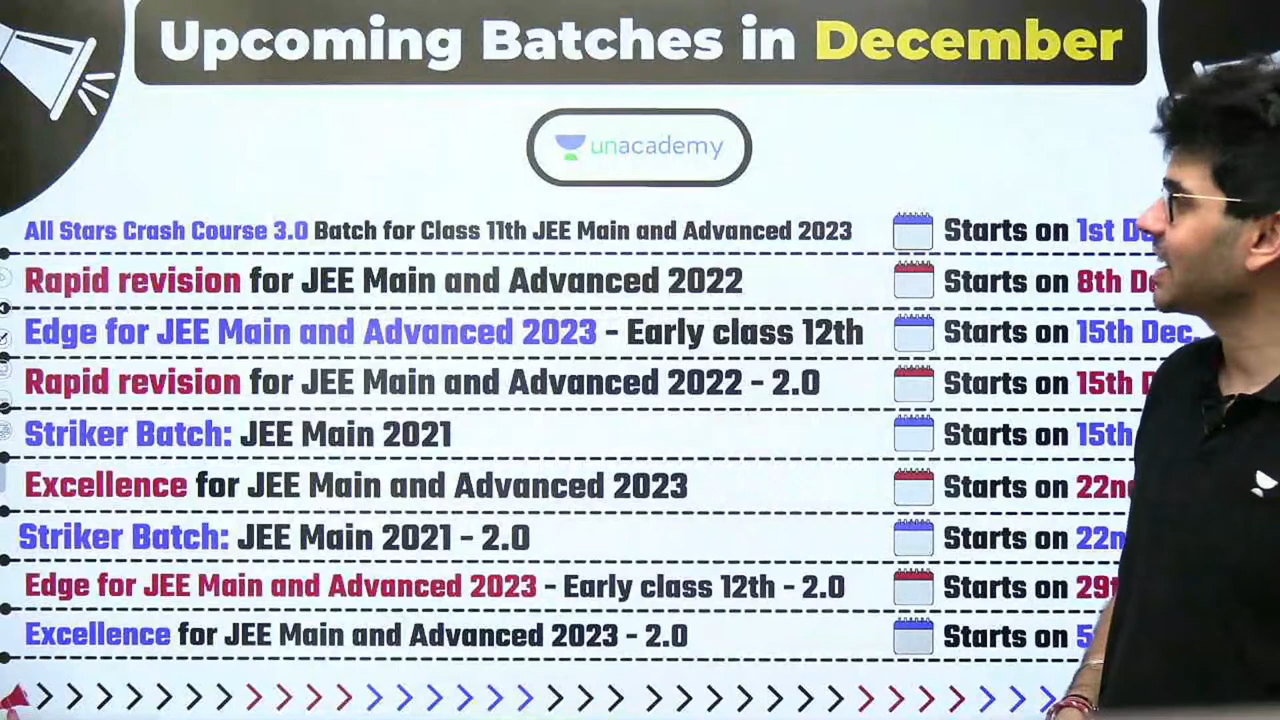 Upcoming Batches in December
unacademy
All Stars Crash Course 3.0 Batch for Class 11th JEE Main and Advanced 2023 Starts on 1st
Rapid revision for JEE Main and Advanced 2022 Starts on 8th
Edge for JEE Main and Advanced 2023 - Early class 12th Starts on 15th Dec.
Rapid revision for JEE Main and Advanced 2022 - 2.0 Starts on 15th
Striker Batch: JEE Main 2021 Starts on 15th
Excellence for JEE Main and Advanced 2023 Starts on
Striker Batch: JEE Main 2021 - 2.0 Starts on
Edge for JEE Main and Advanced 2023 - Early class 12th - 2.0 Starts on
Excellence for JEE Main and Advanced 2023 - 2.0 Starts on